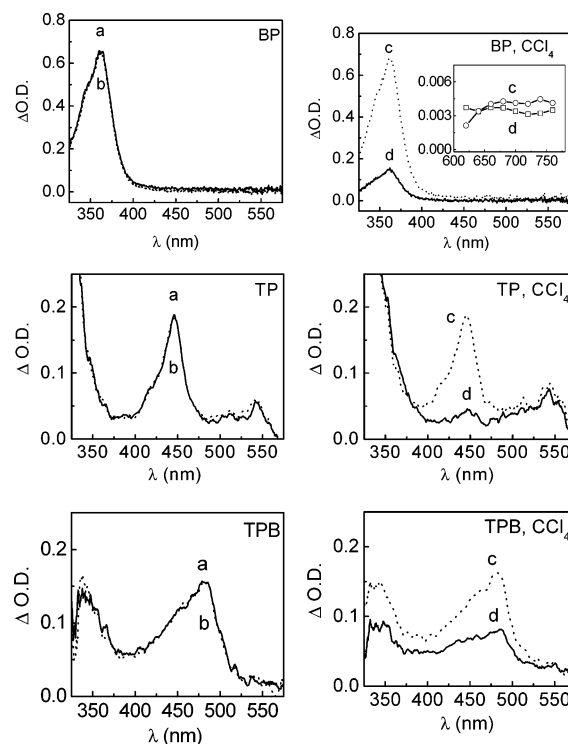 a
BP
b
0.8
0.6
0.4
0.2
0.0
ΔO.D.
350 400 450 500 550
λ (nm)
BP, CCl4
c
d
0.8
0.6
0.4
0.2
0.0
ΔO.D.
350 400 450 500 550
λ (nm)
0.006
0.003
0.000
c
d
600 650 700 750
TP
a
b
0.2
0.1
0.0
Δ O.D.
350 400 450 500 550
λ (nm)
TP, CCl4
c
d
0.2
0.1
0.0
Δ O.D.
350 400 450 500 550
λ (nm)
TPB
a
b
0.2
0.1
0.0
Δ O.D.
350 400 450 500 550
λ (nm)
TPB, CCl4
c
d
0.2
0.1
0.0
Δ O.D.
350 400 450 500 550
λ (nm)